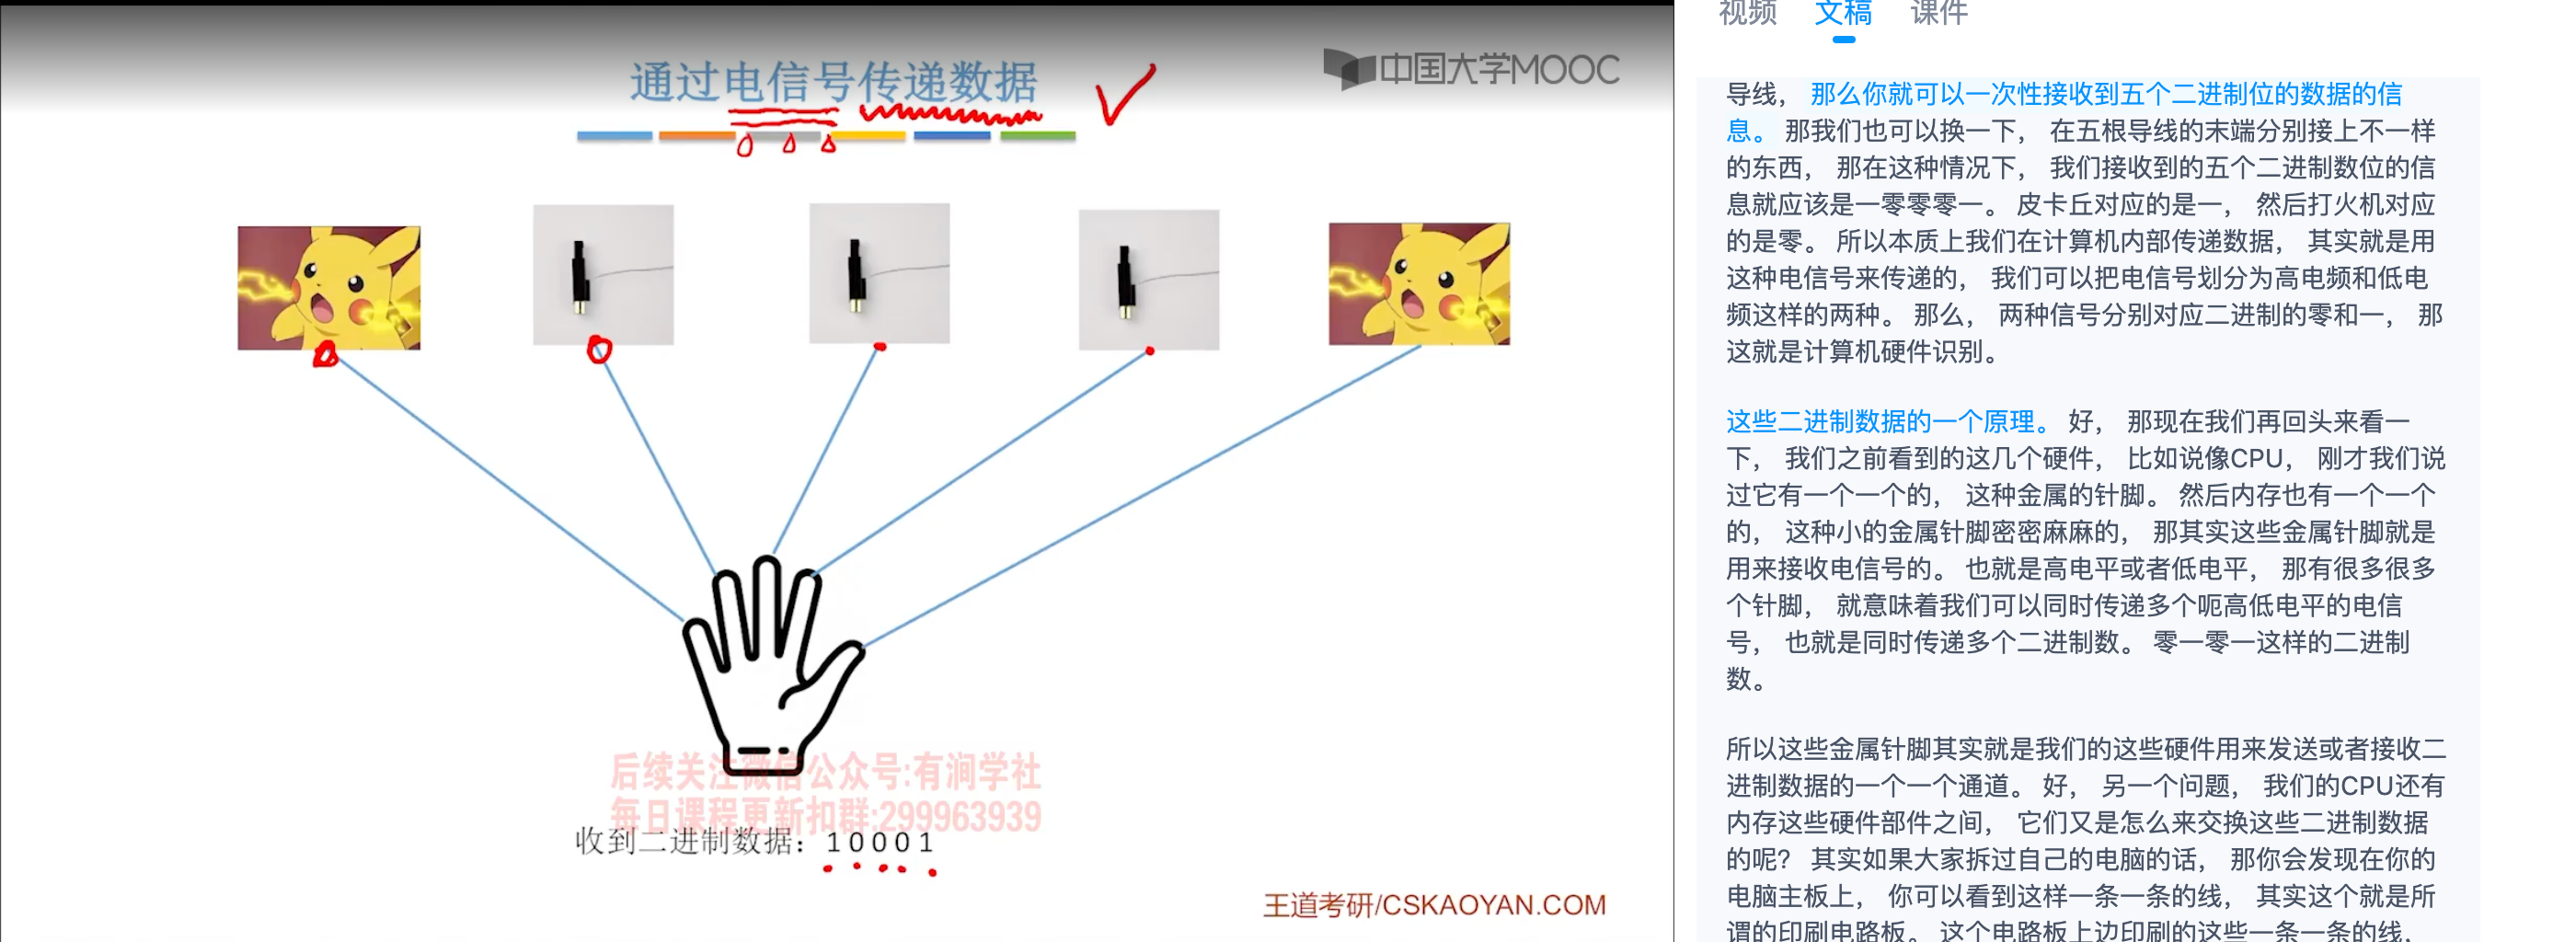 通过电信号传递数据
中国大学MOOC
后续关注微信公众号:有涧学社
每日课程更新扣群:299963939
收到二进制数据：10001
王道考研/CSKAOYAN.COM
视频 文稿 课件
导线， 那么你就可以一次性接收到五个二进制位的数据的信
息。 那我们也可以换一下， 在五根导线的末端分别接上不一样
的东西， 那在这种情况下， 我们接收到的五个二进制数位的信
息就应该是一零零零一。 皮卡丘对应的是一， 然后打火机对应
的是零。 所以本质上我们在计算机内部传递数据， 其实就是用
这种电信号来传递的， 我们可以把电信号划分为高电频和低电
频这样的两种。 那么， 两种信号分别对应二进制的零和一， 那
这就是计算机硬件识别。
这些二进制数据的一个原理。 好， 那现在我们再回头来看一
下， 我们之前看到的这几个硬件， 比如说像CPU， 刚才我们说
过它有一个一个的， 这种金属的针脚。 然后内存也有一个一个
的， 这种小的金属针脚密密麻麻的， 那其实这些金属针脚就是
用来接收电信号的。 也就是高电平或者低电平， 那有很多很多
个针脚， 就意味着我们可以同时传递多个呃高低电平的电信
号， 也就是同时传递多个二进制数。 零一零一这样的二进制
数。
所以这些金属针脚其实就是我们的这些硬件用来发送或者接收二
进制数据的一个一个通道。 好， 另一个问题， 我们的CPU还有
内存这些硬件部件之间， 它们又是怎么来交换这些二进制数据
的呢？ 其实如果大家拆过自己的电脑的话， 那你会发现在你的
电脑主板上， 你可以看到这样一条一条的线， 其实这个就是所
谓的印刷电路板。 这个电路板上边印刷的这些一条一条的线，